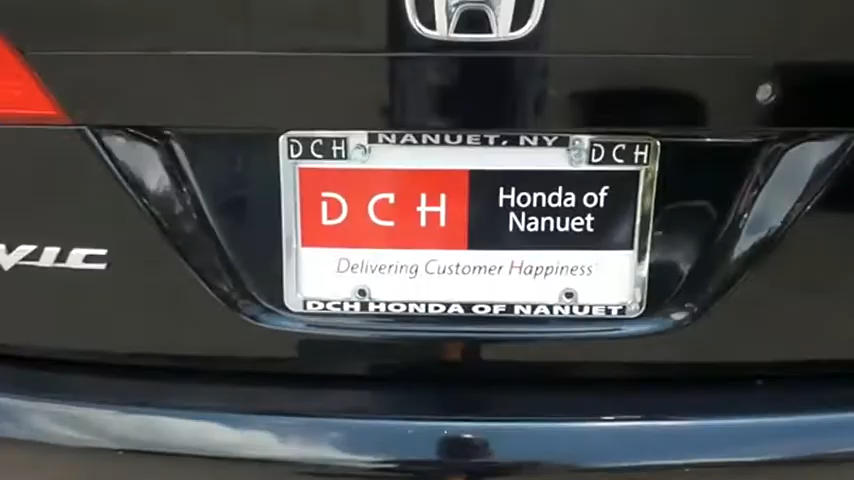 DCH NANUET, NY DCH
DCH Honda of
Nanuet
Delivering Customer Happiness
VIC
DCH HONDA OF NANUET